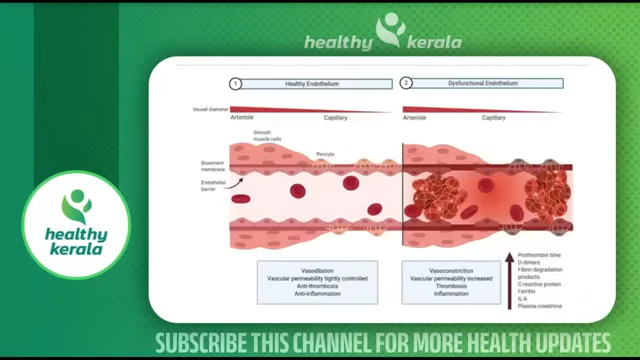 healthy kerala
1 Healthy Endothelium
2 Dysfunctional Endothelium
Vessel diameter
Arteriole
Capillary
Arteriole
Capillary
Smooth
muscle cells
Pericyte
Basement
membrane
Endothelial
barrier
healthy
kerala
Vasodilation
Vascular permeability tightly controlled
Anti-thrombosis
Anti-inflammation
Vasoconstriction
Vascular permeability increased
Thrombosis
Inflammation
Prothrombin time
D-dimers
Fibrin degradation
products
C-reactive protein
Ferritin
IL-6
Plasma creatinine
SUBSCRIBE THIS CHANNEL FOR MORE HEALTH UPDATES